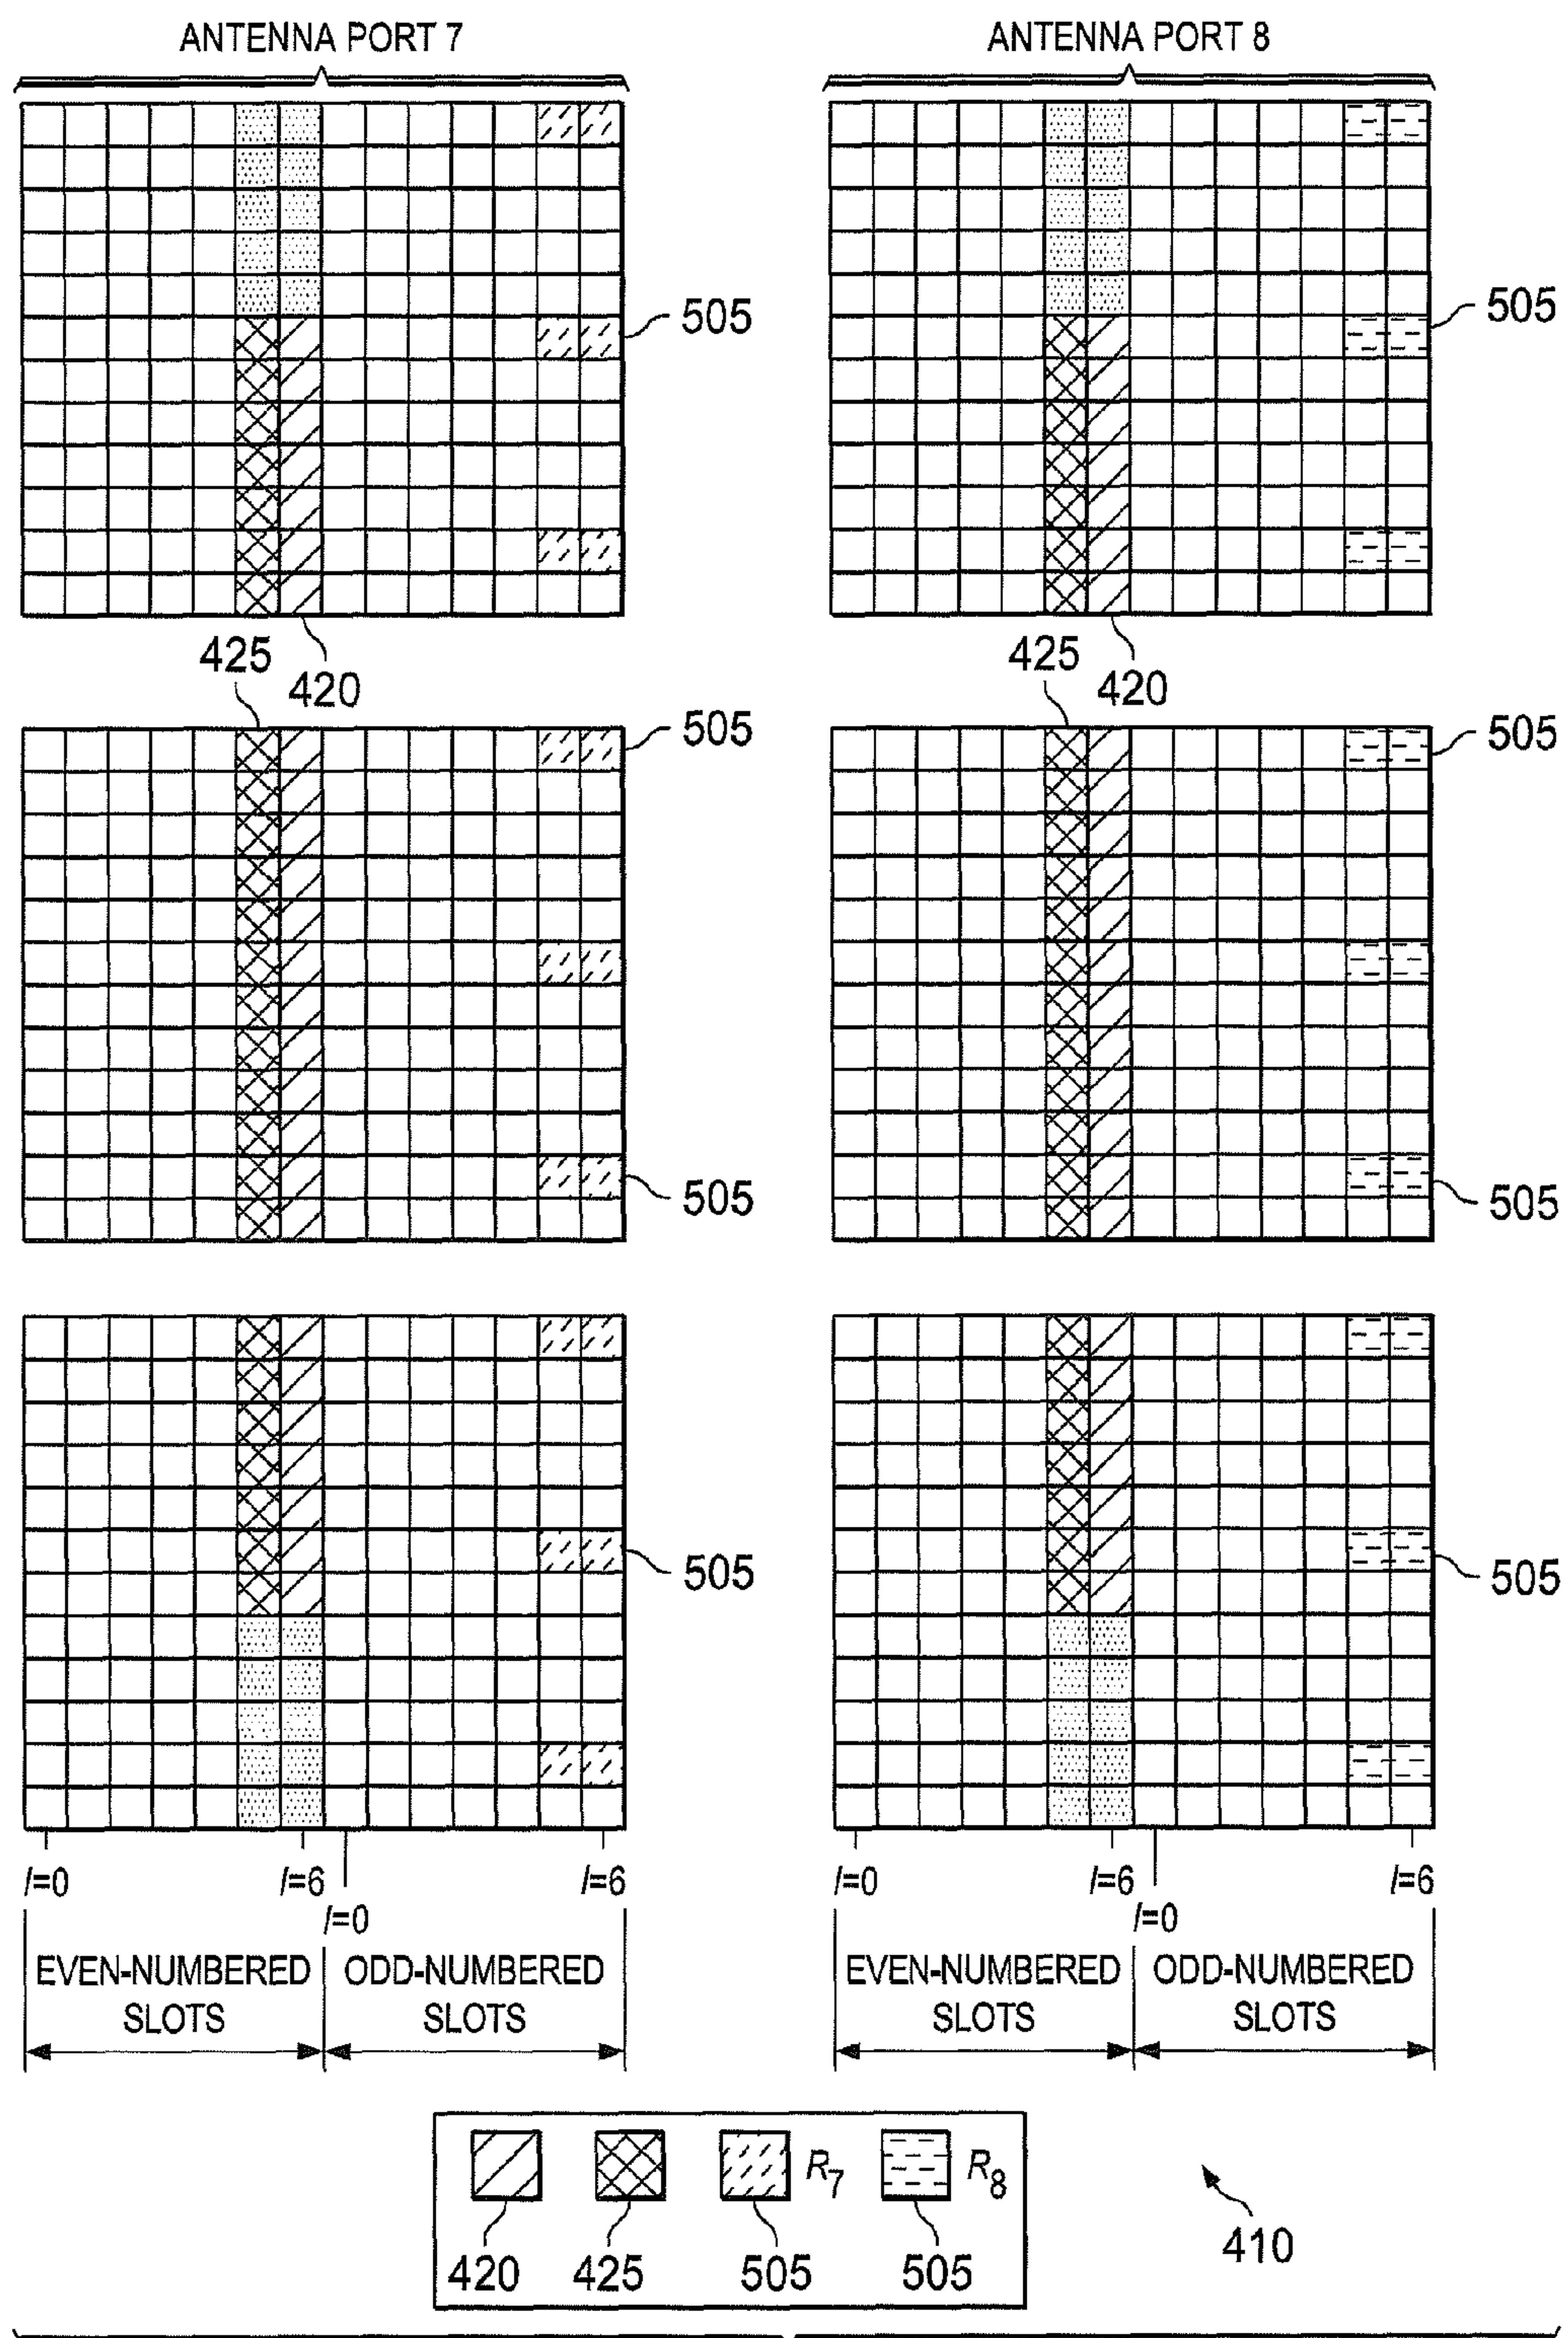 ANTENNA PORT 7
ANTENNA PORT 8
505
505
425
420
425
420
505
505
505
505
505
505
l=0
l=6
l=0
l=6
l=0
l=6
l=0
l=6
EVEN-NUMBERED
SLOTS
ODD-NUMBERED
SLOTS
EVEN-NUMBERED
SLOTS
ODD-NUMBERED
SLOTS
R7
R8
420
425
505
505
410